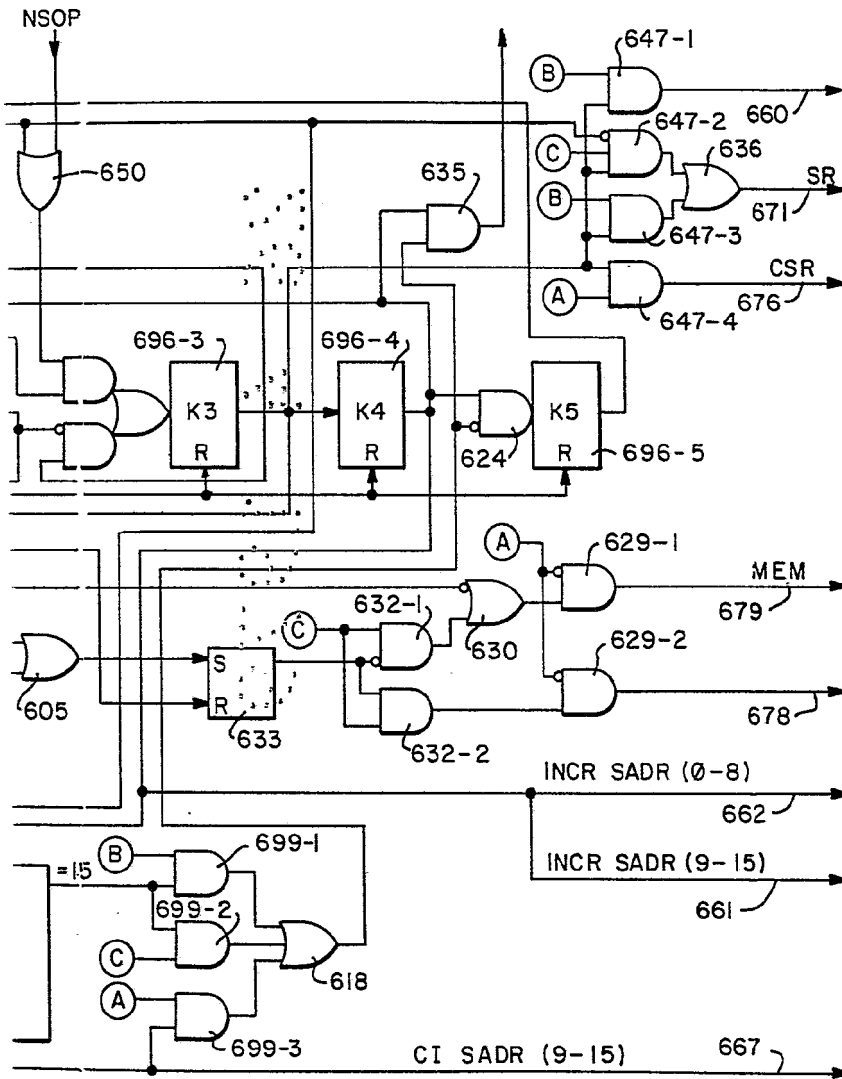 NSOP
647-1
B
660
647-2
650
C
636
635
SR
B
671
647-3
CSR
A
676
647-4
696-3
696-4
K3
K4
K5
R
R
624
R
696-5
A
629-1
MEM
632-1
679
C
630
629-2
S
605
R
633
632-2
678
INCR SADR (0-8)
662
699-1
B
=15
INCR SADR (9-15)
699-2
661
C
618
A
699-3
CI SADR (9-15)
667